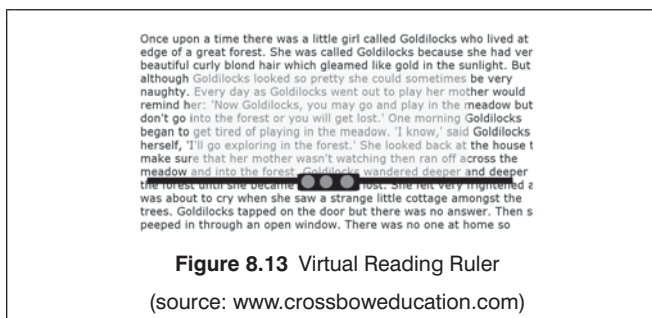 Once upon a time there was a little girl called Goldilocks who lived at
edge of a great forest. She was called Goldilocks because she had ver
beautiful curly blond hair which gleamed like gold in the sunlight. But
although Goldilocks looked so pretty she could sometimes be very
naughty. Every day as Goldilocks went out to play her mother would
remind her: 'Now Goldilocks, you may go and play in the meadow but
don't go into the forest or you will get lost.' One morning Goldilocks
began to get tired of playing in the meadow. 'I know,' said Goldilocks
herself, 'I'll go exploring in the forest.' She looked back at the house t
make sure that her mother wasn't watching then ran off across the
meadow and into the forest. Goldilocks wandered deeper and deeper
the forest until she became lost. She felt very frightened a
was about to cry when she saw a strange little cottage amongst the
trees. Goldilocks tapped on the door but there was no answer. Then s
peeped in through an open window. There was no one at home so
Figure 8.13 Virtual Reading Ruler
(source: www.crossboweducation.com)